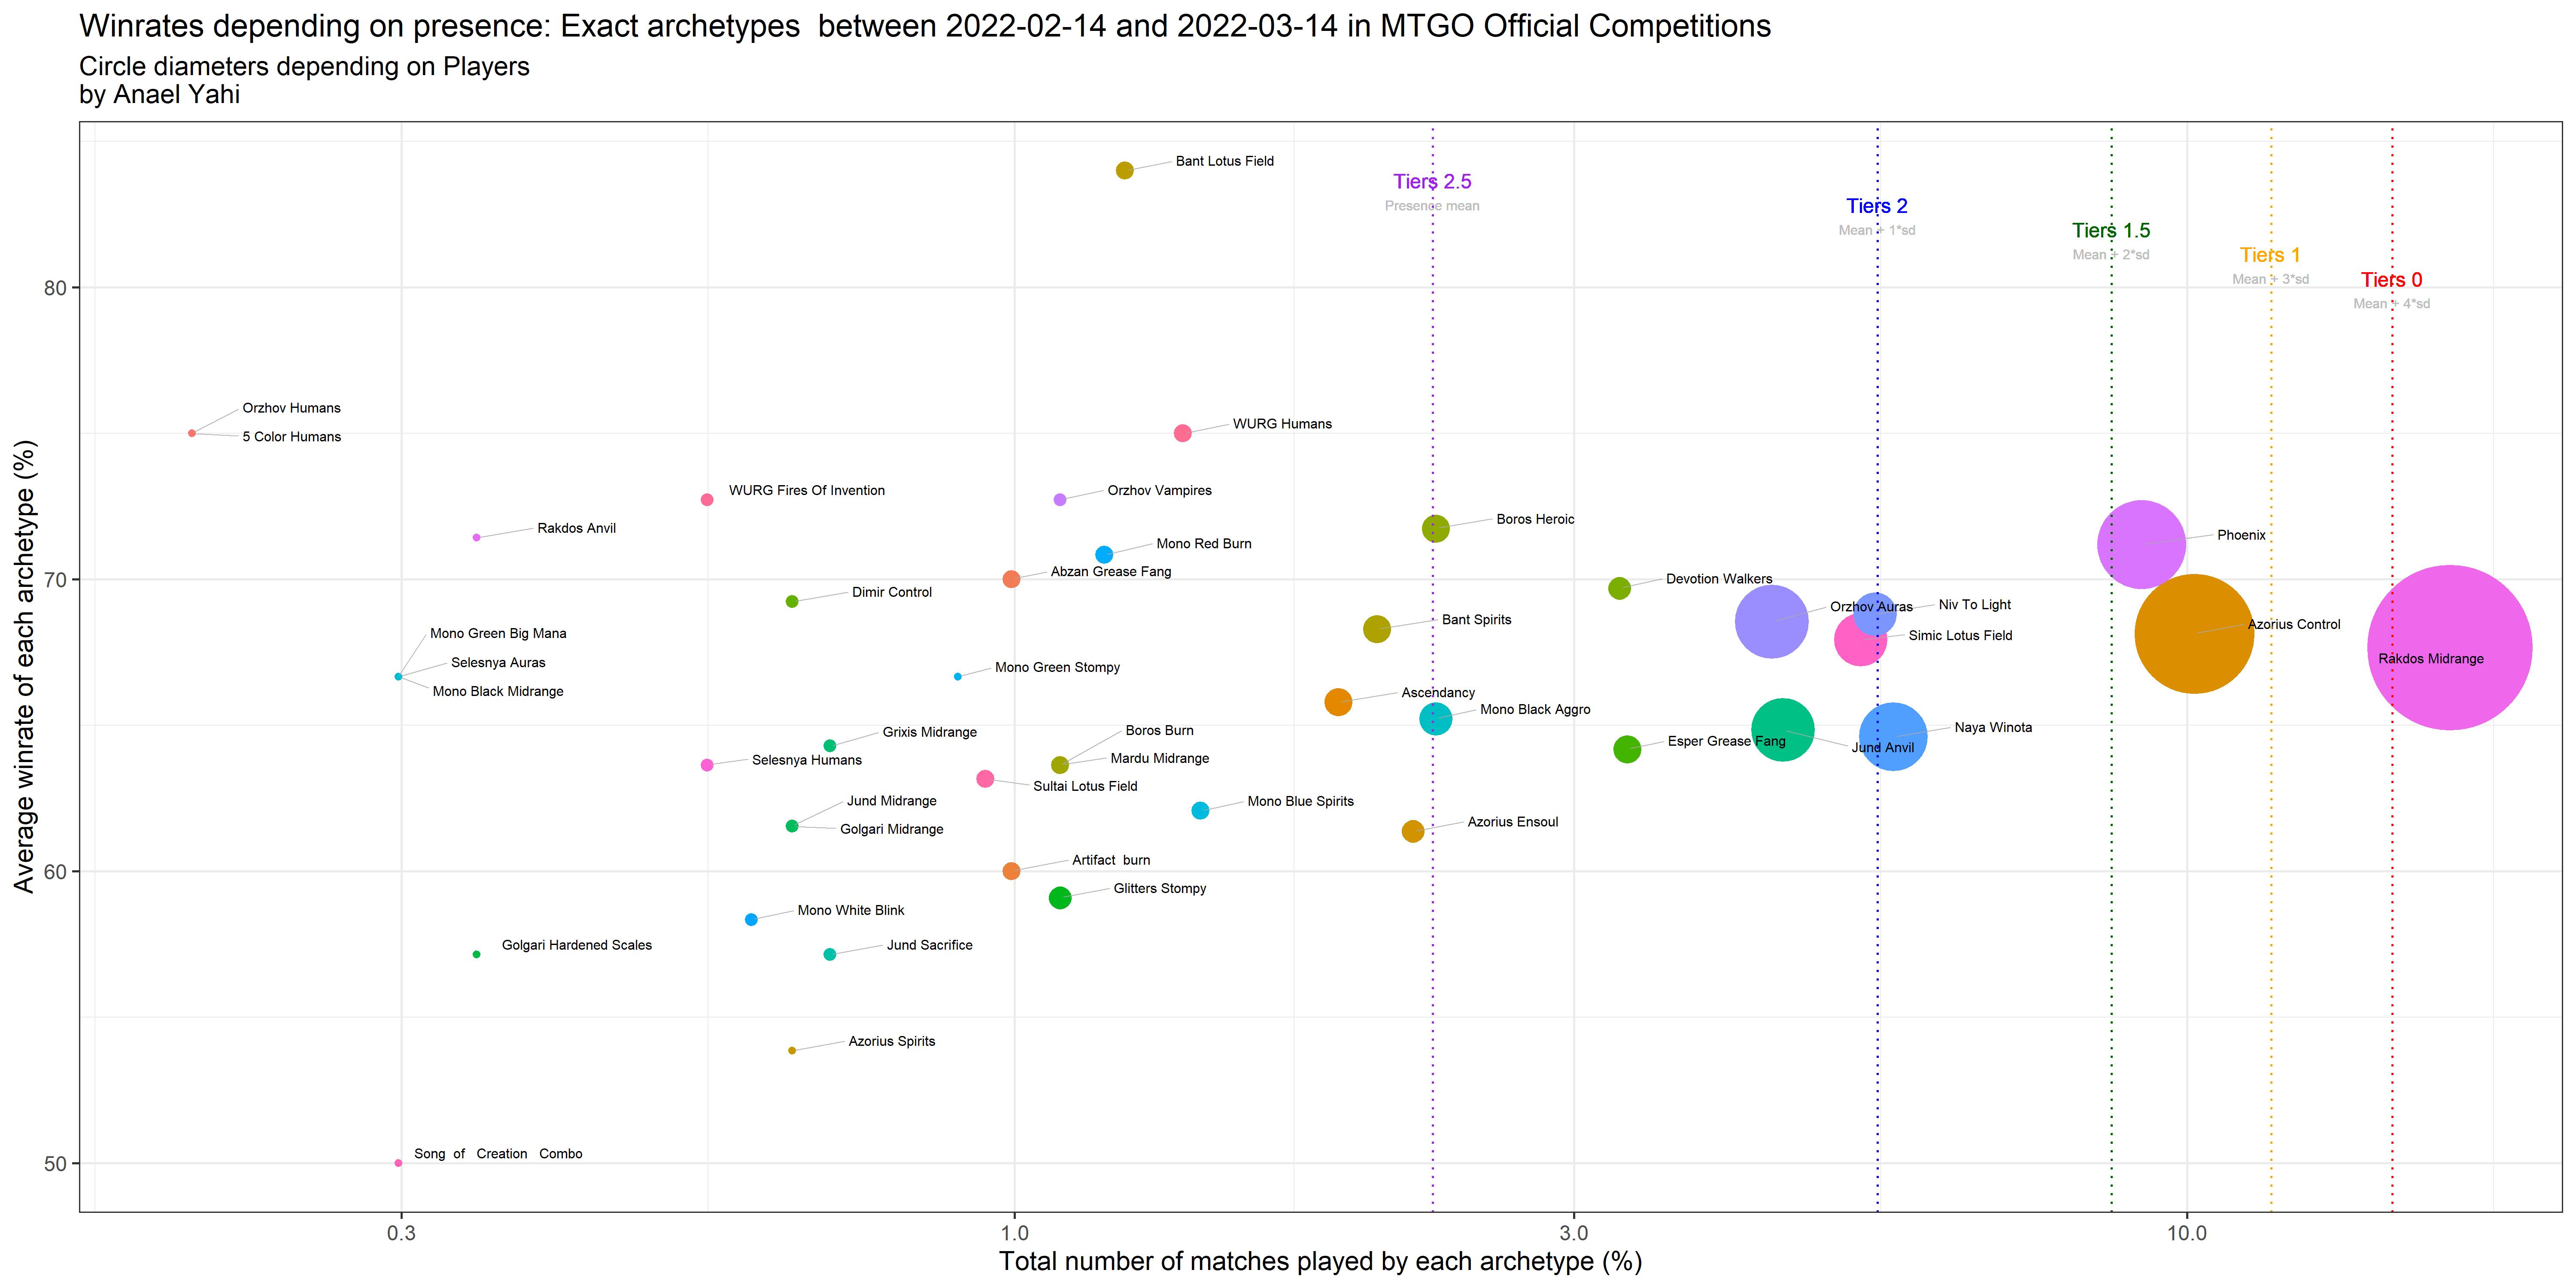 Winrates depending on presence: Exact archetypes  between 2022-02-14 and 2022-03-14 in MTGO Official Competitions
Circle diameters depending on Players
by Anael Yahi
Bant Lotus Field
Tiers 2.5
Presence mean
Tiers 2
Mean + 1*sd
Tiers 1.5
Mean + 2*sd
Tiers 1
Mean + 3*sd
Tiers 0
Mean + 4*sd
80
Orzhov Humans
5 Color Humans
WURG Humans
WURG Fires Of Invention
Orzhov Vampires
Rakdos Anvil
Boros Heroic
Phoenix
Mono Red Burn
Abzan Grease Fang
70
Devotion Walkers
Dimir Control
Orzhov Auras
Niv To Light
Bant Spirits
Azorius Control
Simic Lotus Field
Mono Green Big Mana
Selesnya Auras
Mono Black Midrange
Mono Green Stompy
Rakdos Midrange
Ascendancy
Mono Black Aggro
Grixis Midrange
Boros Burn
Naya Winota
Esper Grease Fang
Jund Anvil
Selesnya Humans
Mardu Midrange
Sultai Lotus Field
Jund Midrange
Mono Blue Spirits
Golgari Midrange
Azorius Ensoul
60
Artifact  burn
Glitters Stompy
Mono White Blink
Golgari Hardened Scales
Jund Sacrifice
Azorius Spirits
Song  of   Creation   Combo
50
Average winrate of each archetype (%)
0.3
1.0
3.0
10.0
Total number of matches played by each archetype (%)